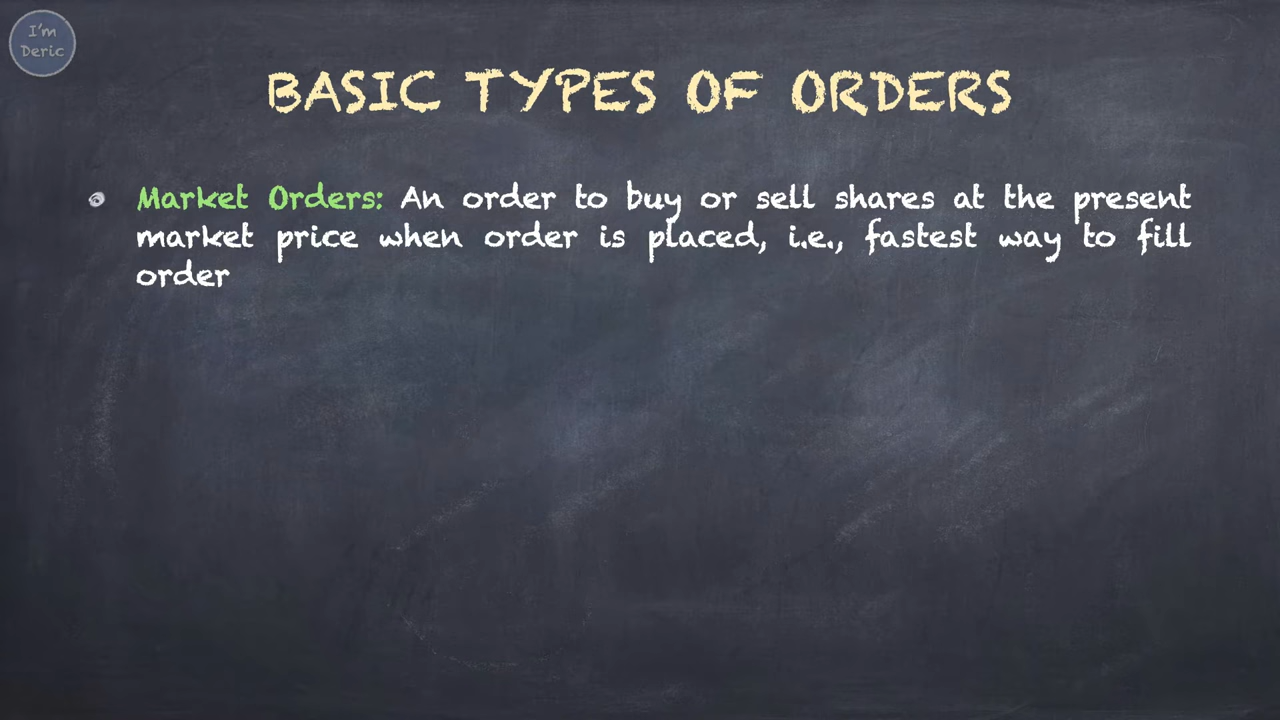 I'm
Deric
BASIC TYPES OF ORDERS
Market Orders: An order to buy or sell shares at the present
market price when order is placed, i.e., fastest way to fill
order